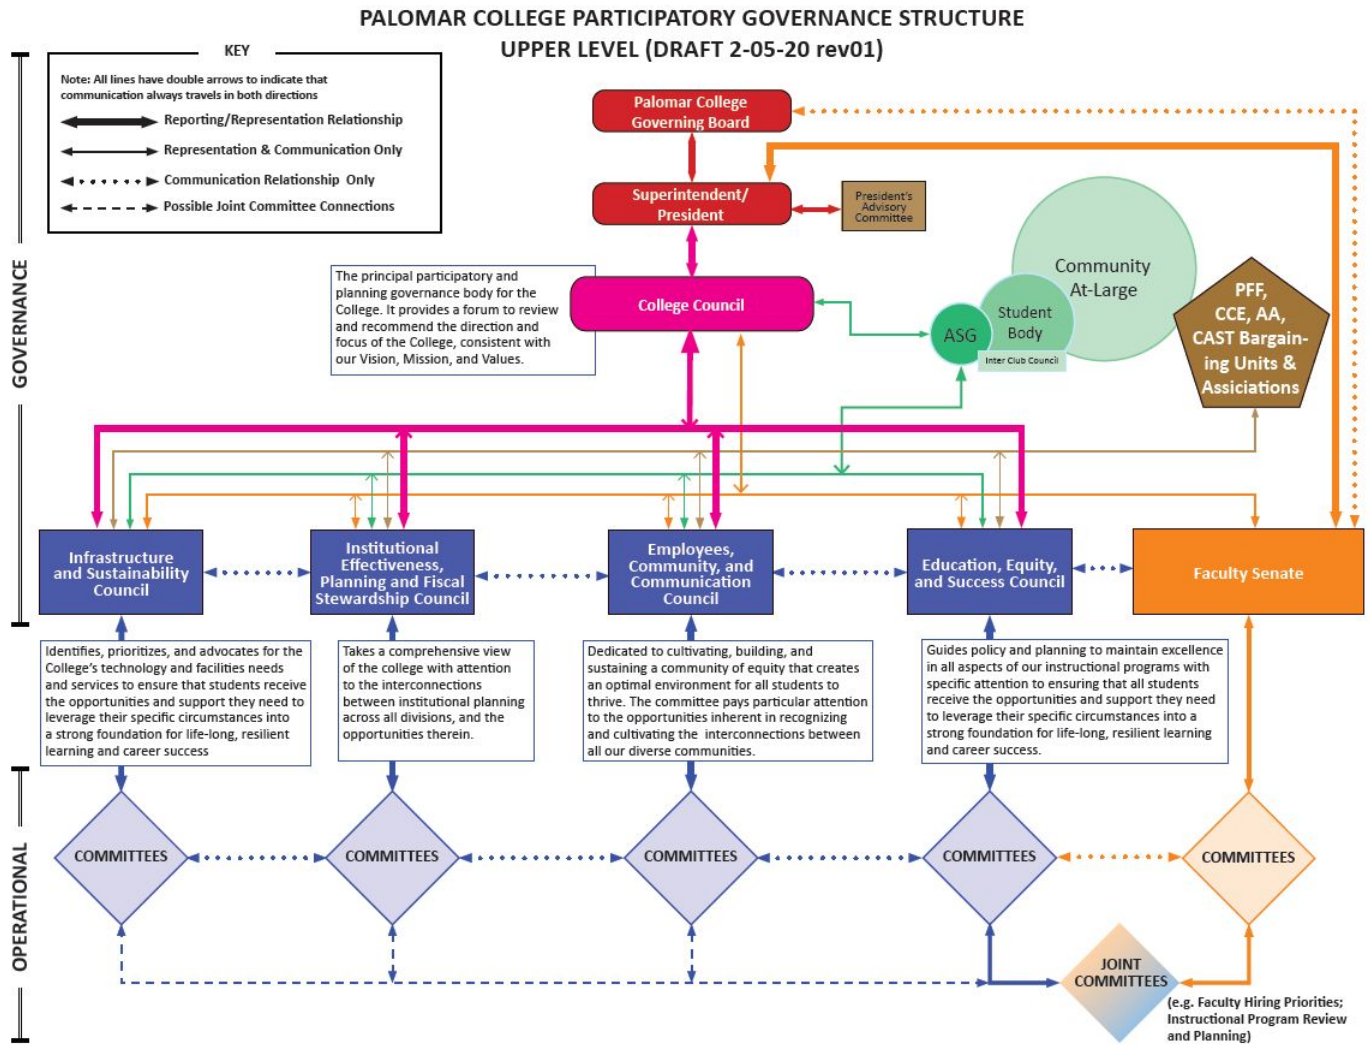 PALOMAR COLLEGE PARTICIPATORY GOVERNANCE STRUCTURE
UPPER LEVEL (DRAFT 2-05-20 rev01)
KEY
Note: All lines have double arrows to indicate that
communication always travels in both directions
Reporting/Representation Relationship
Representation & Communication Only
Communication Relationship Only
Possible Joint Committee Connections
GOVERNANCE
Palomar College
Governing Board
Superintendent/
President
President's
Advisory
Committee
The principal participatory and
planning governance body for the
College. It provides a forum to review
and recommend the direction and
focus of the College, consistent with
our Vision, Mission, and Values.
College Council
ASG
Student
Body
Inter Club Council
Community
At-Large
PFF,
CCE, AA,
CAST Bargain-
ing Units &
Assiciations
Infrastructure
and Sustainability
Council
Institutional
Effectiveness,
Planning and Fiscal
Stewardship Council
Employees,
Community, and
Communication
Council
Education, Equity,
and Success Council
Faculty Senate
Identifies, prioritizes, and advocates for the
College's technology and facilities needs
and services to ensure that students receive
the opportunities and support they need to
leverage their specific circumstances into
a strong foundation for life-long, resilient
learning and career success
Takes a comprehensive view
of the college with attention
to the interconnections
between institutional planning
across all divisions, and the
opportunities therein.
Dedicated to cultivating, building, and
sustaining a community of equity that creates
an optimal environment for all students to
thrive. The committee pays particular attention
to the opportunities inherent in recognizing
and cultivating the interconnections between
all our diverse communities.
Guides policy and planning to maintain excellence
in all aspects of our instructional programs with
specific attention to ensuring that all students
receive the opportunities and support they need
to leverage their specific circumstances into a
strong foundation for life-long, resilient learning
and career success.
OPERATIONAL
COMMITTEES
COMMITTEES
COMMITTEES
COMMITTEES
COMMITTEES
JOINT
COMMITTEES
(e.g. Faculty Hiring Priorities;
Instructional Program Review
and Planning)